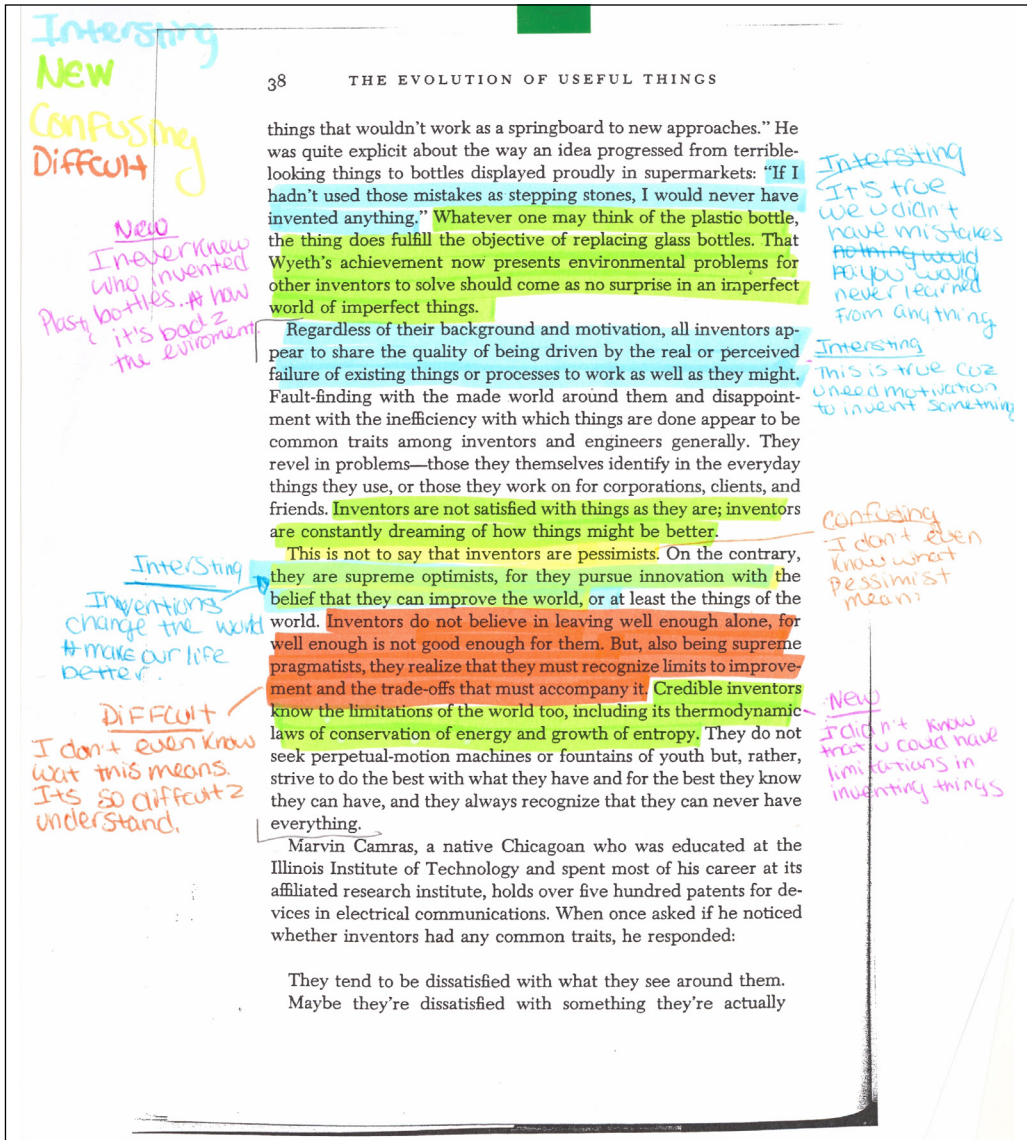 Intersting
NEW
Confusing
Diffcult
38 THE EVOLUTION OF USEFUL THINGS
things that wouldn't work as a springboard to new approaches." He
was quite explicit about the way an idea progressed from terrible-
looking things to bottles displayed proudly in supermarkets: "If I
hadn't used those mistakes as stepping stones, I would never have
invented anything." Whatever one may think of the plastic bottle,
the thing does fulfill the objective of replacing glass bottles. That
Wyeth's achievement now presents environmental problems for
other inventors to solve should come as no surprise in an imperfect
world of imperfect things.
Regardless of their background and motivation, all inventors ap-
pear to share the quality of being driven by the real or perceived
failure of existing things or processes to work as well as they might.
Fault-finding with the made world around them and disappoint-
ment with the inefficiency with which things are done appear to be
common traits among inventors and engineers generally. They
revel in problems—those they themselves identify in the everyday
things they use, or those they work on for corporations, clients, and
friends. Inventors are not satisfied with things as they are; inventors
are constantly dreaming of how things might be better.
This is not to say that inventors are pessimists. On the contrary,
they are supreme optimists, for they pursue innovation with the
belief that they can improve the world, or at least the things of the
world. Inventors do not believe in leaving well enough alone, for
well enough is not good enough for them. But, also being supreme
pragmatists, they realize that they must recognize limits to improve-
ment and the trade-offs that must accompany it. Credible inventors
know the limitations of the world too, including its thermodynamic
laws of conservation of energy and growth of entropy. They do not
seek perpetual-motion machines or fountains of youth but, rather,
strive to do the best with what they have and for the best they know
they can have, and they always recognize that they can never have
everything.
Marvin Camras, a native Chicagoan who was educated at the
Illinois Institute of Technology and spent most of his career at its
affiliated research institute, holds over five hundred patents for de-
vices in electrical communications. When once asked if he noticed
whether inventors had any common traits, he responded:
They tend to be dissatisfied with what they see around them.
Maybe they're dissatisfied with something they're actually
New
I never knew
who invented
bottles.. # how
it's bad 2
the eviroment
Intersting
Inventions
change the world
# make our life
better.
Diffcult
I don't even know
wat this means.
Its so diffcult 2
understand.
Intersiting
It's true
we u didn't
have mistakes
nothing would
you would
never learned
from anything
Intersting
This is true cuz
u need motivation
to invent something
Confusing
I don't even
know what
pessimist
mean
New
I didn't know
that u could have
limitations in
inventing things